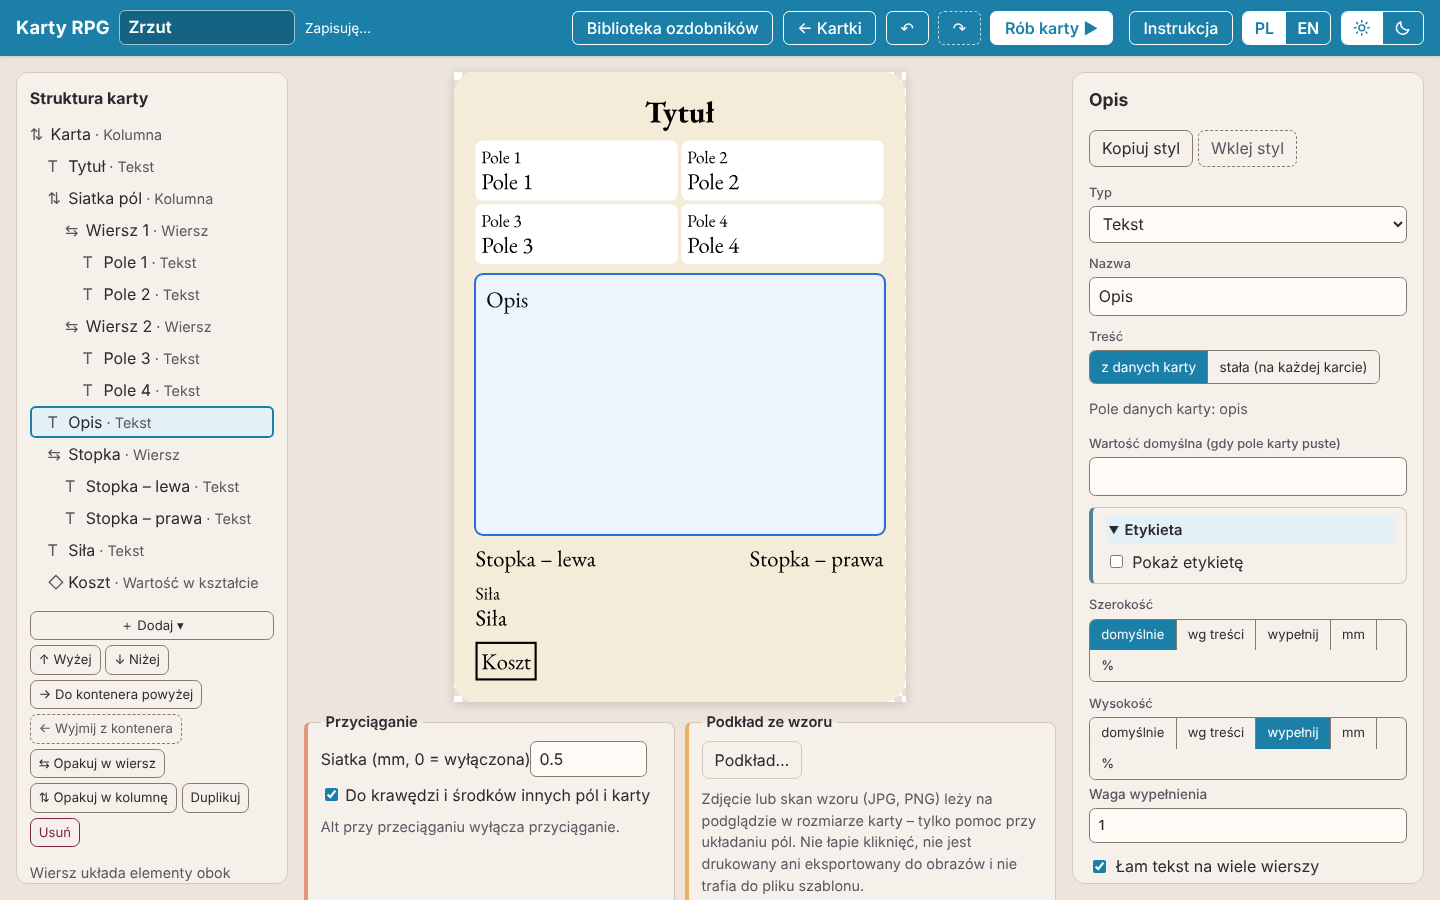 Karty RPG
Zrzut
Zapisuję...
Biblioteka ozdobników
← Kartki
↶
↷
Rób karty ▶
Instrukcja
PL
EN
Struktura karty
⇅ Karta · Kolumna
T Tytuł · Tekst
⇅ Siatka pól · Kolumna
⇆ Wiersz 1 · Wiersz
T Pole 1 · Tekst
T Pole 2 · Tekst
⇆ Wiersz 2 · Wiersz
T Pole 3 · Tekst
T Pole 4 · Tekst
T Opis · Tekst
⇆ Stopka · Wiersz
T Stopka – lewa · Tekst
T Stopka – prawa · Tekst
T Siła · Tekst
◇ Koszt · Wartość w kształcie
+ Dodaj ▾
↑ Wyżej
↓ Niżej
→ Do kontenera powyżej
← Wyjmij z kontenera
⇆ Opakuj w wiersz
⇅ Opakuj w kolumnę
Duplikuj
Usuń
Wiersz układa elementy obok
Tytuł
Pole 1
Pole 1
Pole 2
Pole 2
Pole 3
Pole 3
Pole 4
Pole 4
Opis
Stopka – lewa
Stopka – prawa
Siła
Siła
Koszt
Przyciąganie
Siatka (mm, 0 = wyłączona)
0.5
Do krawędzi i środków innych pól i karty
Alt przy przeciąganiu wyłącza przyciąganie.
Podkład ze wzoru
Podkład...
Zdjęcie lub skan wzoru (JPG, PNG) leży na
podglądzie w rozmiarze karty – tylko pomoc przy
układaniu pól. Nie łapie kliknięć, nie jest
drukowany ani eksportowany do obrazów i nie
trafia do pliku szablonu.
Opis
Kopiuj styl
Wklej styl
Typ
Tekst
Nazwa
Opis
Treść
z danych karty
stała (na każdej karcie)
Pole danych karty: opis
Wartość domyślna (gdy pole karty puste)
▼ Etykieta
Pokaż etykietę
Szerokość
domyślnie
wg treści
wypełnij
mm
%
Wysokość
domyślnie
wg treści
wypełnij
mm
%
Waga wypełnienia
1
Łam tekst na wiele wierszy